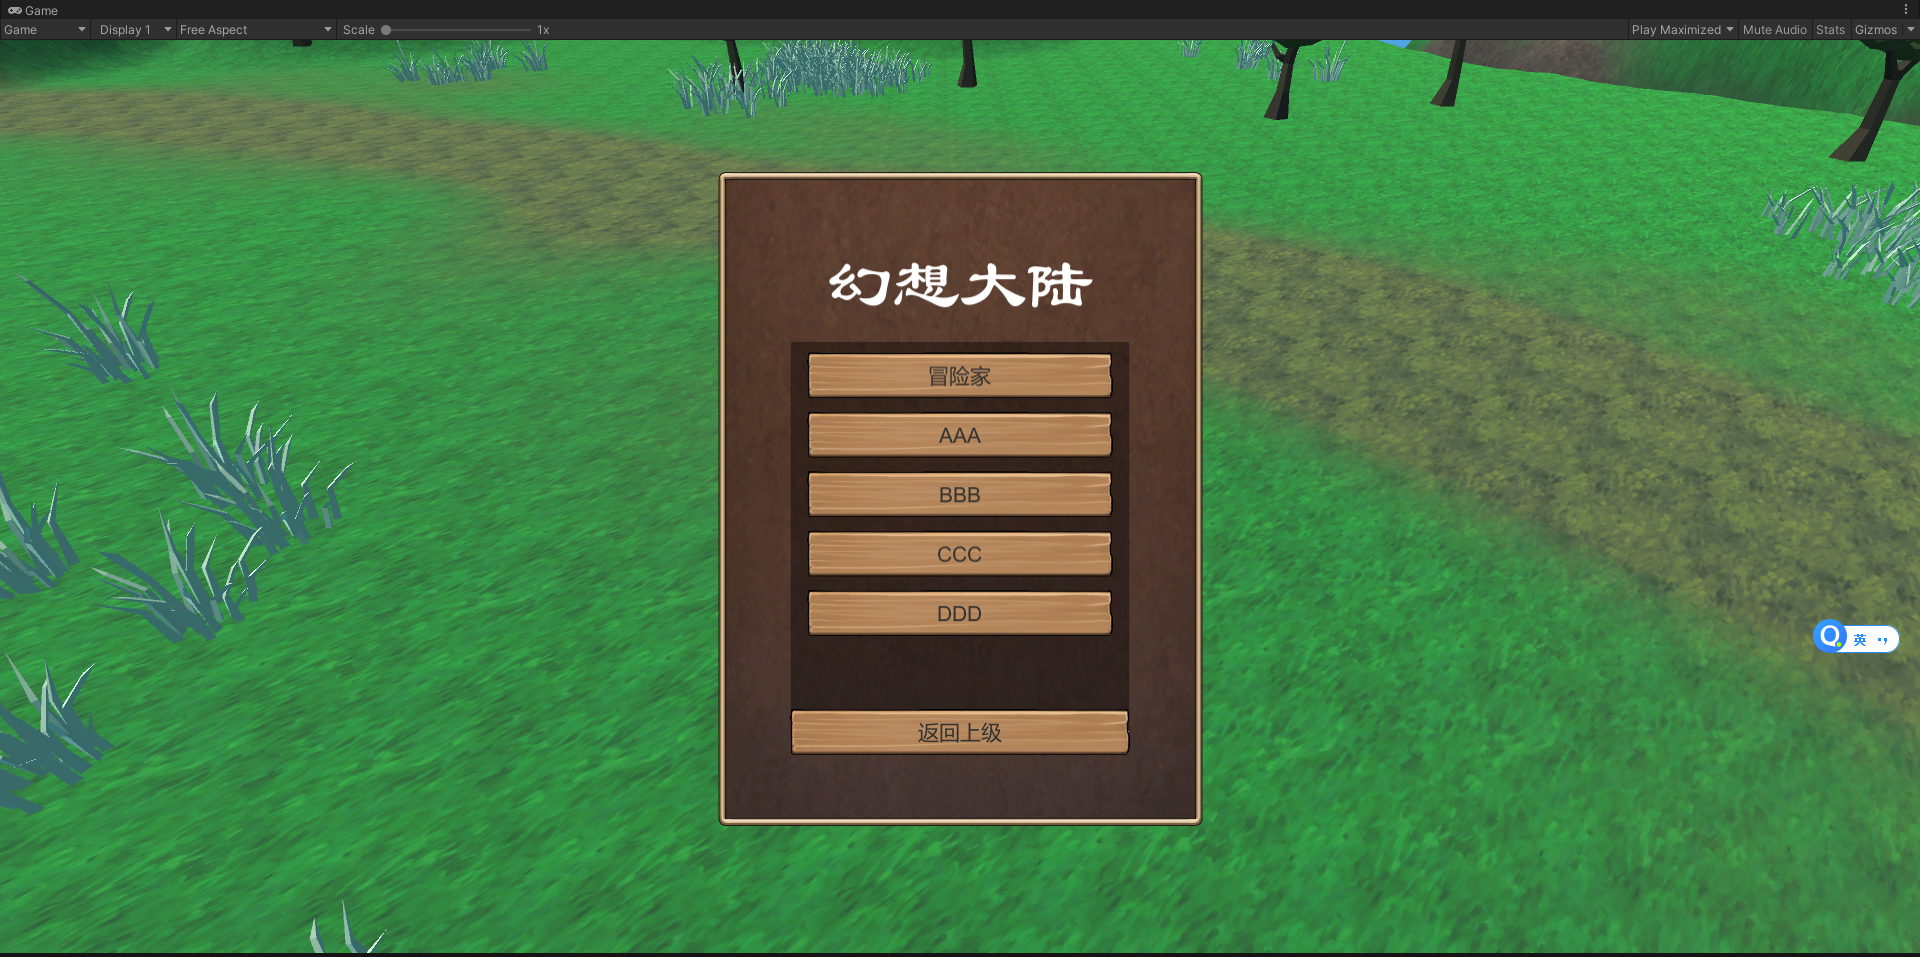 Game
Game Display 1 Free Aspect Scale 1x Play Maximized Mute Audio Stats Gizmos
幻想大陆
冒险家
AAA
BBB
CCC
DDD
英
返回上级